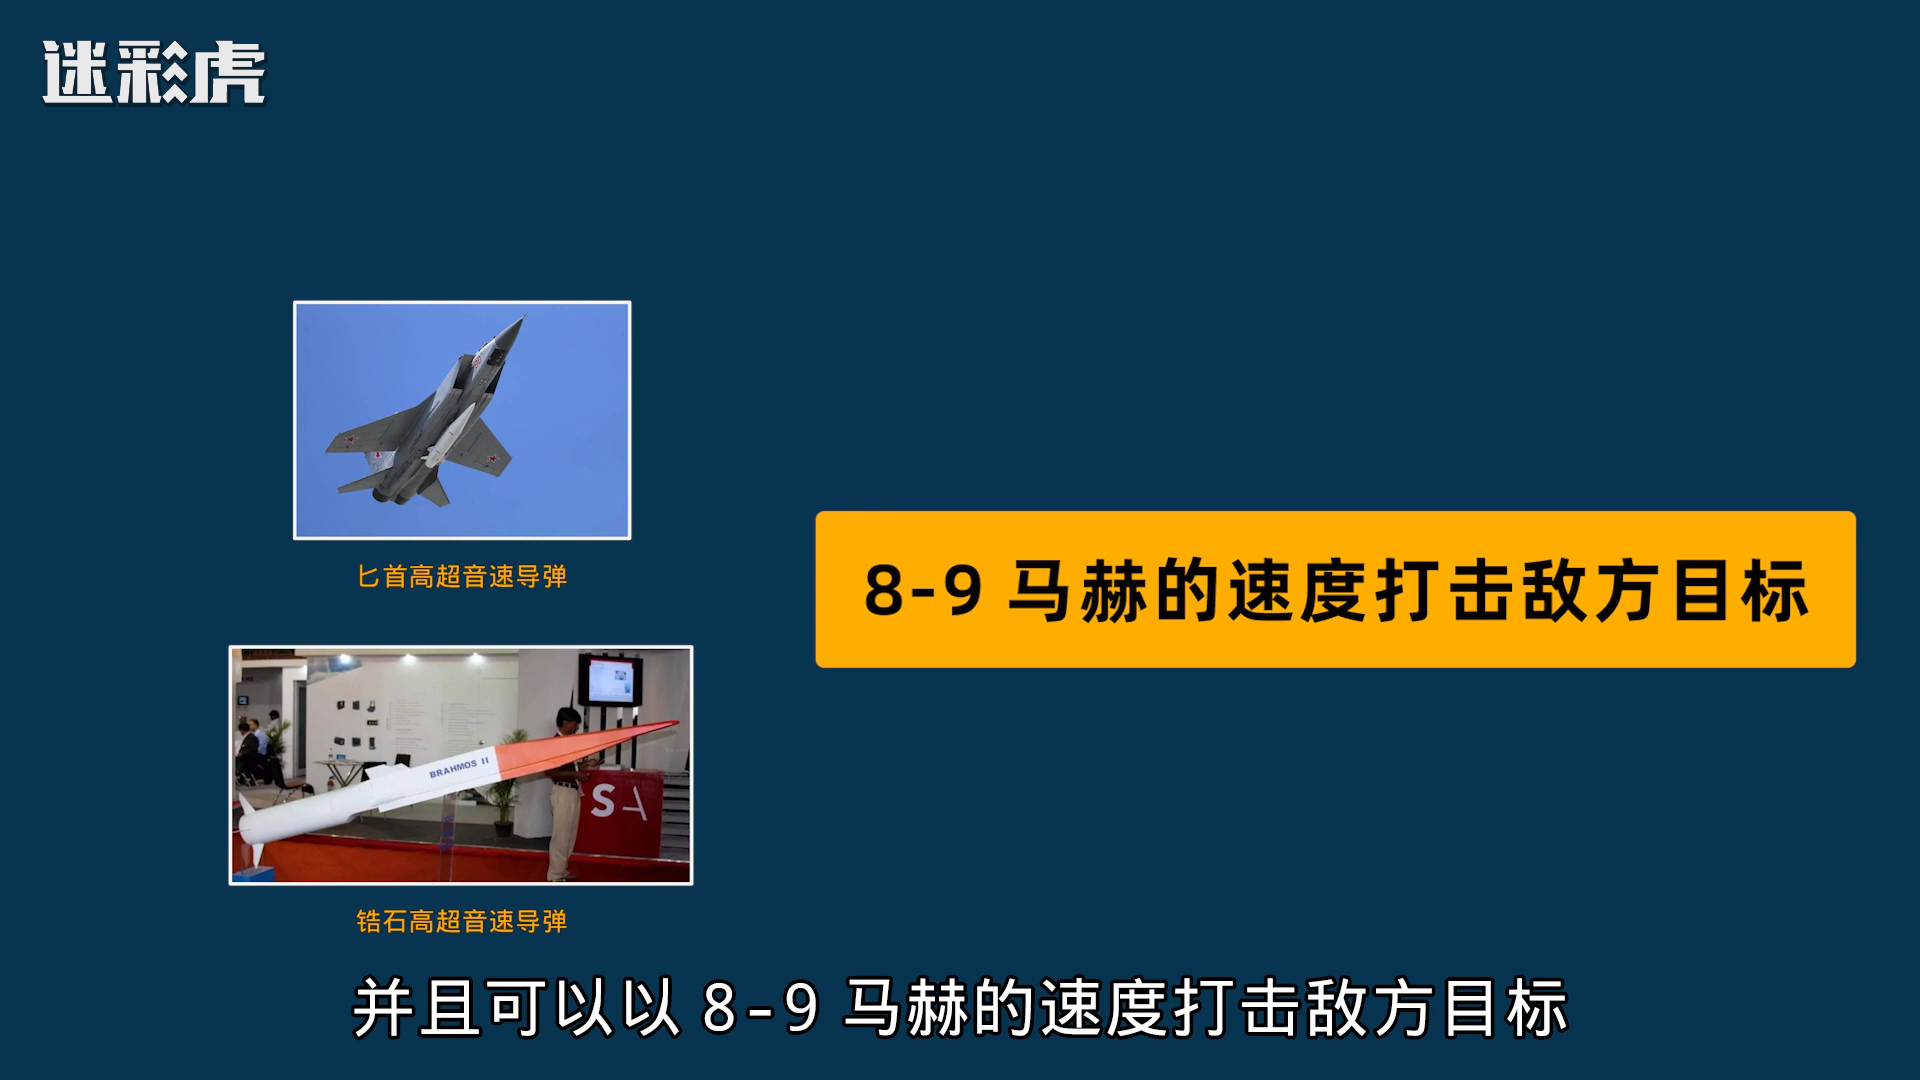 迷彩虎
匕首高超音速导弹
8-9 马赫的速度打击敌方目标
BRAHMOS II
SA
锆石高超音速导弹
并且可以以 8-9 马赫的速度打击敌方目标